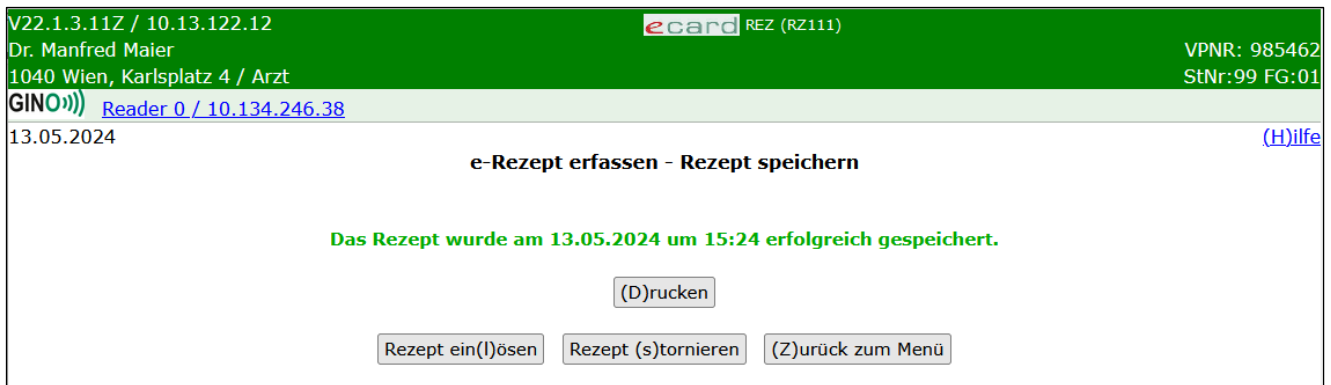 V22.1.3.11Z / 10.13.122.12 ecard REZ (RZ111)
Dr. Manfred Maier VPNR: 985462
1040 Wien, Karlsplatz 4 / Arzt StNr:99 FG:01
GINO Reader 0 / 10.134.246.38
13.05.2024 (H)ilfe
e-Rezept erfassen - Rezept speichern
Das Rezept wurde am 13.05.2024 um 15:24 erfolgreich gespeichert.
(D)rucken
Rezept ein(l)ösen Rezept (s)tornieren (Z)urück zum Menü